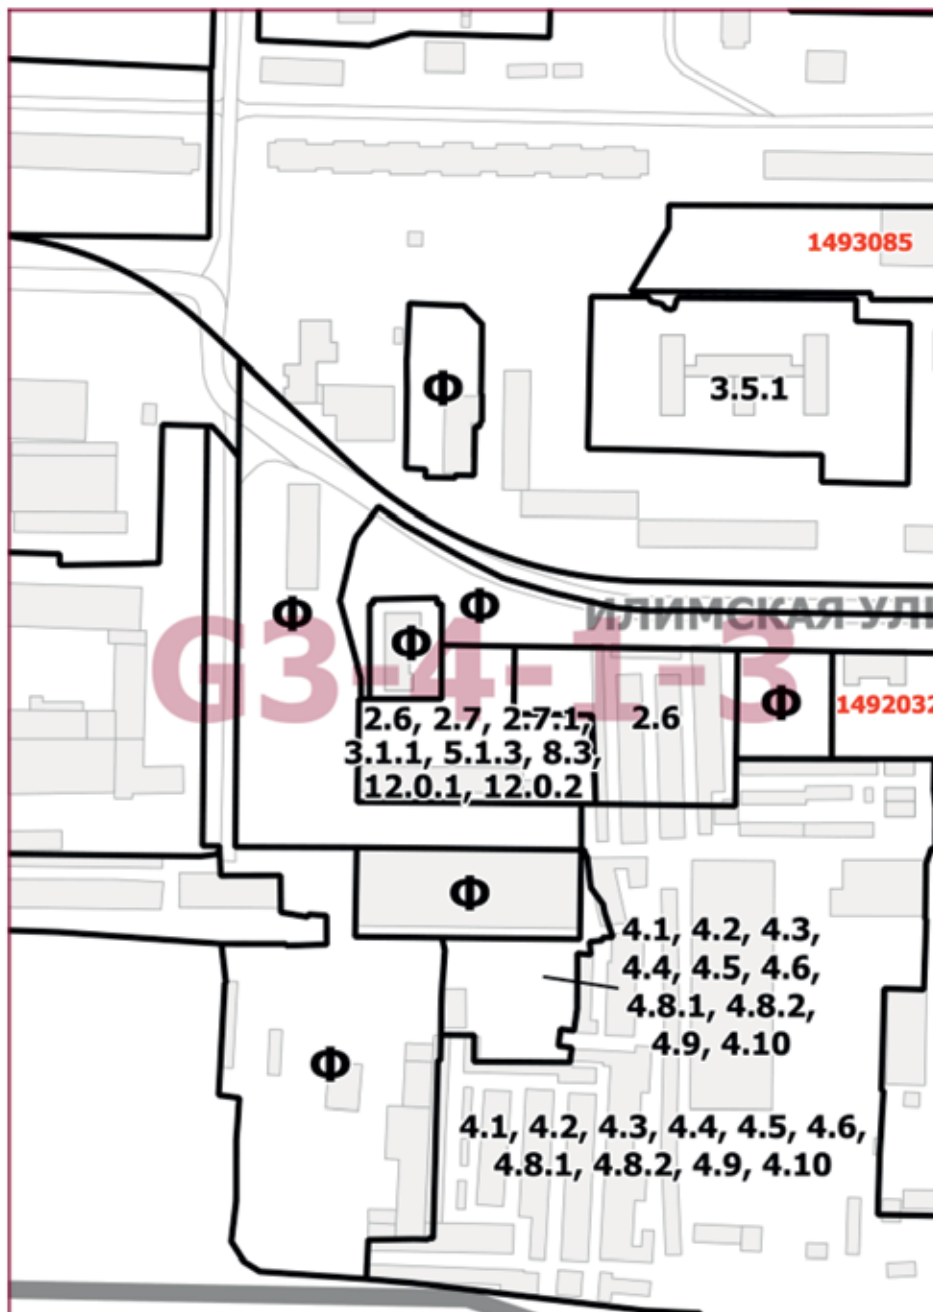 1493085
3.5.1
Ф
ИЛИМСКАЯ УЛИ
Ф
Ф
Ф
G3-4-1-3
Ф
1492032
2.6, 2.7, 2.7.1,
3.1.1, 5.1.3, 8.3,
12.0.1, 12.0.2
2.6
Ф
4.1, 4.2, 4.3,
4.4, 4.5, 4.6,
4.8.1, 4.8.2,
4.9, 4.10
Ф
4.1, 4.2, 4.3, 4.4, 4.5, 4.6,
4.8.1, 4.8.2, 4.9, 4.10